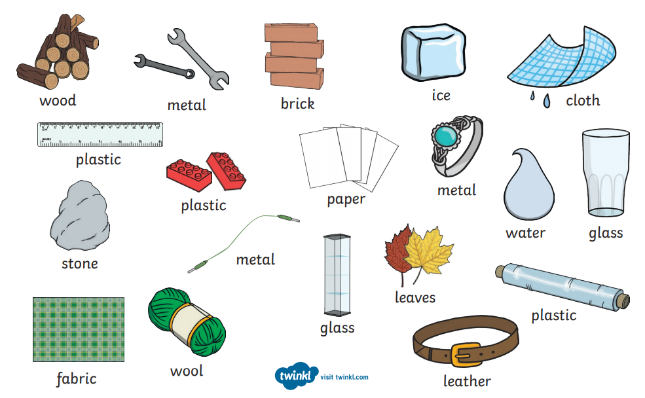 wood
metal
brick
ice
cloth
plastic
plastic
paper
metal
water
glass
stone
metal
glass
leaves
plastic
fabric
wool
leather
twinkl visit twinkl.com